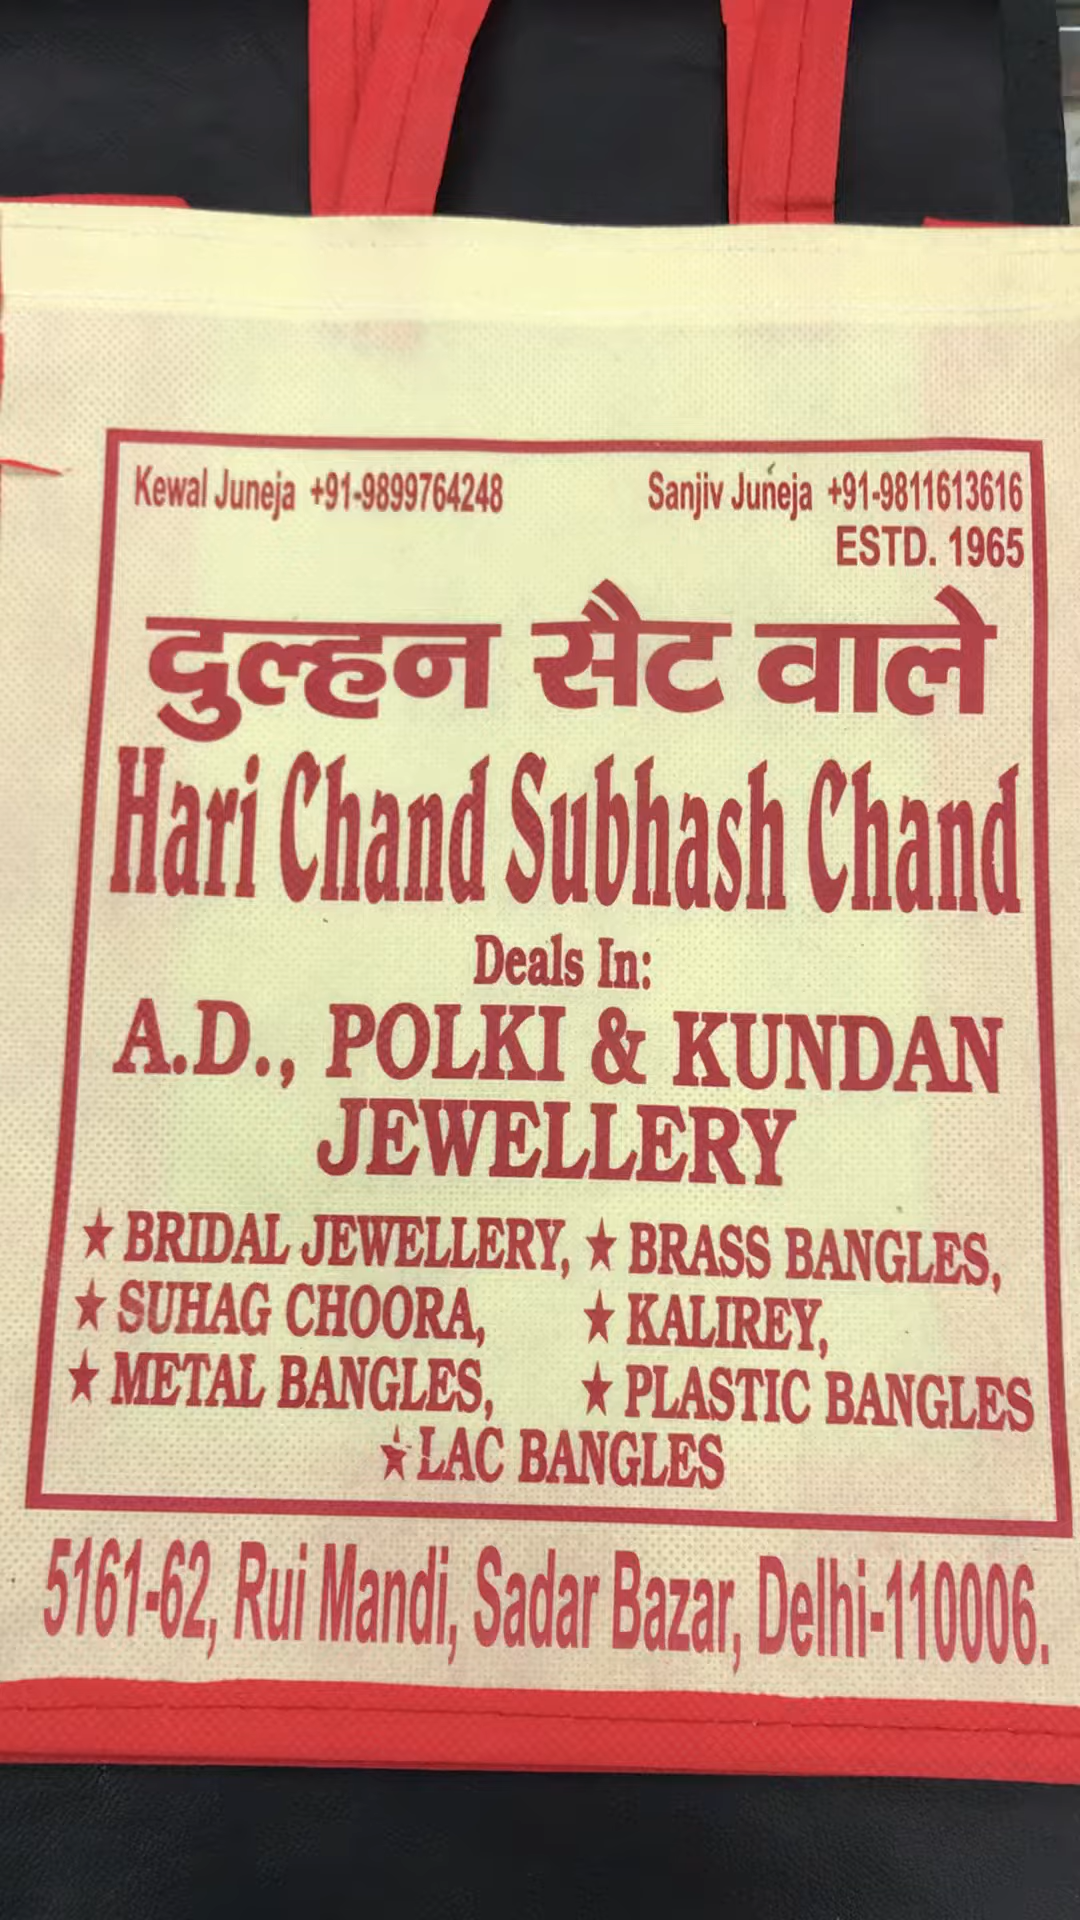 Kewal Juneja +91-9899764248 Sanjiv Juneja +91-9811613616
ESTD. 1965
दुल्हन सैट वाले
Hari Chand Subhash Chand
Deals In:
A.D., POLKI & KUNDAN
JEWELLERY
★ BRIDAL JEWELLERY, ★ BRASS BANGLES,
★ SUHAG CHOORA, ★ KALIREY,
★ METAL BANGLES, ★ PLASTIC BANGLES
★ LAC BANGLES
5161-62, Rui Mandi, Sadar Bazar, Delhi-110006.